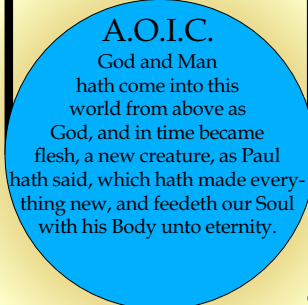 A.O.I.C.
God and Man
hath come into this
world from above as
God, and in time became
flesh, a new creature, as Paul
hath said, which hath made every-
thing new, and feedeth our Soul
with his Body unto eternity.